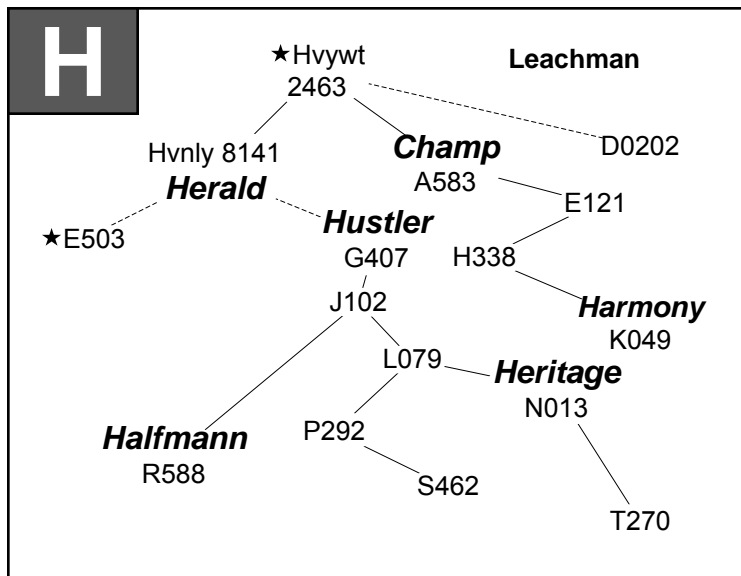 H
★Hvywt
2463
Leachman
Hvnly 8141
Herald
Champ
A583
D0202
★E503
Hustler
G407
E121
H338
J102
Harmony
K049
L079
Heritage
N013
Halfmann
R588
P292
S462
T270